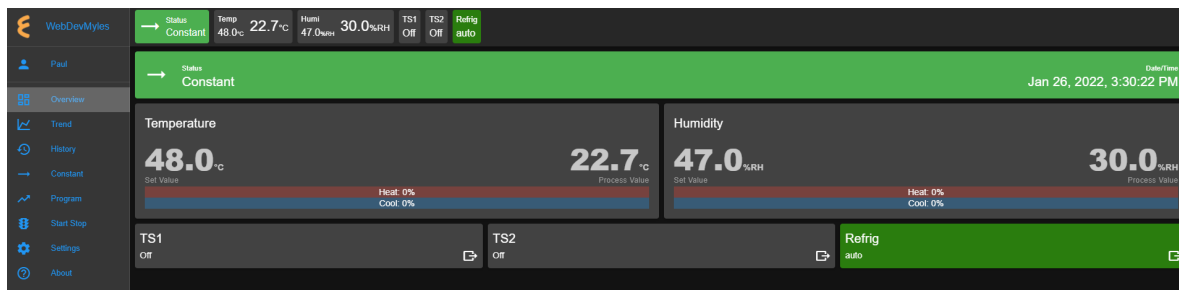 WebDevMyles
Status
Constant
Temp
48.0°C 22.7°C
Humi
47.0%RH 30.0%RH
TS1
Off
TS2
Off
Refrig
auto
Paul
Overview
Trend
History
Constant
Program
Start Stop
Settings
About
Status
Constant
Date/Time
Jan 26, 2022, 3:30:22 PM
Temperature
48.0°C 22.7°C
Set Value Process Value
Heat: 0%
Cool: 0%
Humidity
47.0%RH 30.0%RH
Set Value Process Value
Heat: 0%
Cool: 0%
TS1
Off
TS2
Off
Refrig
auto